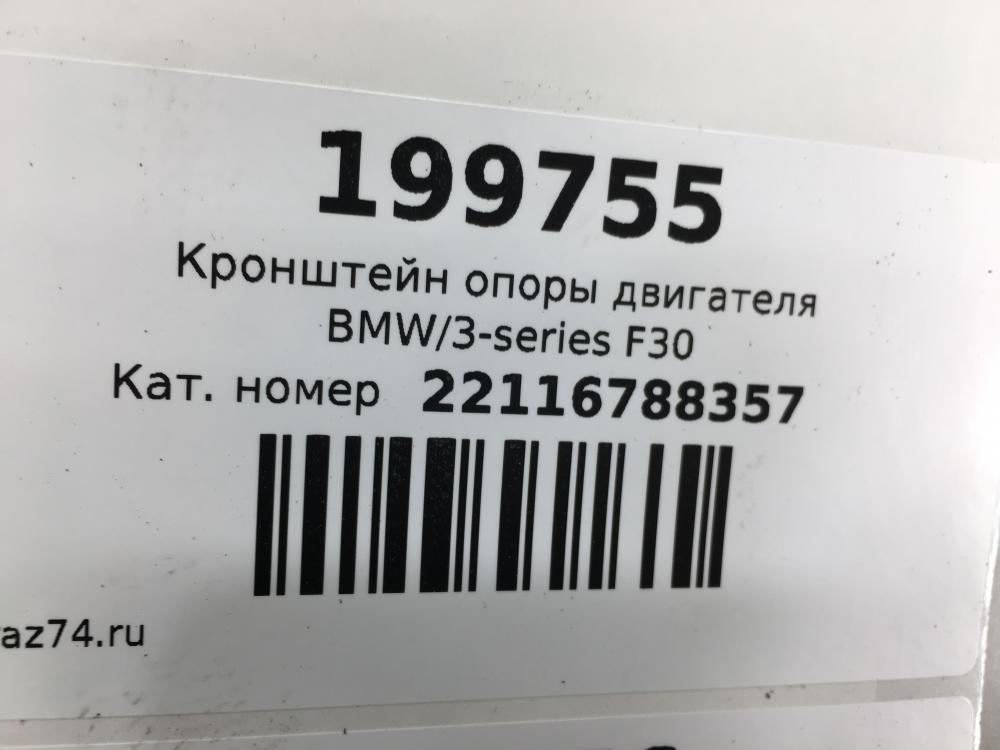 199755
Кронштейн опоры двигателя
BMW/3-series F30
Кат. номер 22116788357
az74.ru